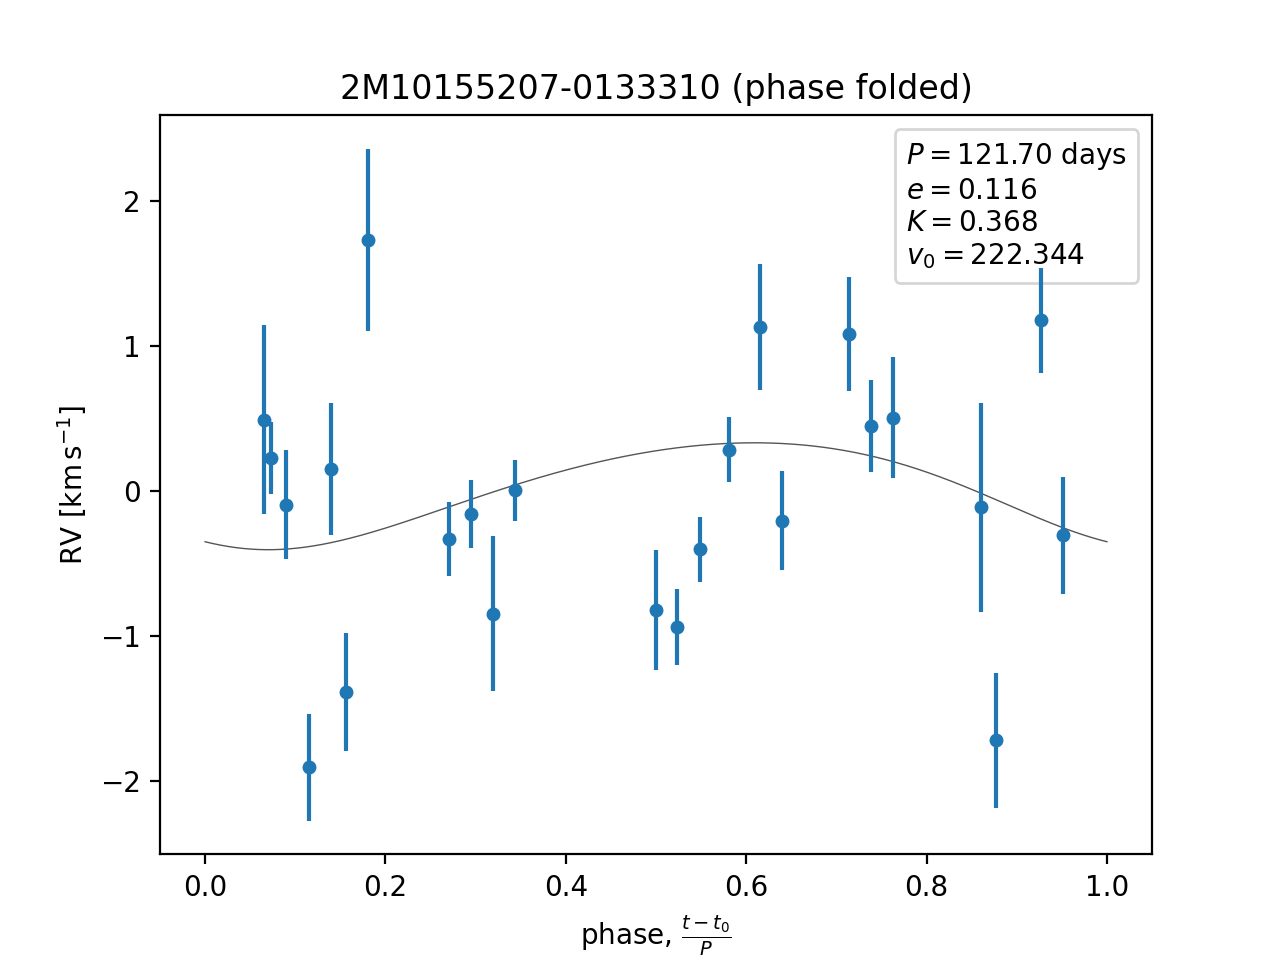 2M10155207-0133310 (phase folded)
P = 121.70 days
e = 0.116
K = 0.368
v₀ = 222.344
RV [km s⁻¹]
2
1
0
−1
−2
0.0 0.2 0.4 0.6 0.8 1.0
phase, (t − t₀)/P